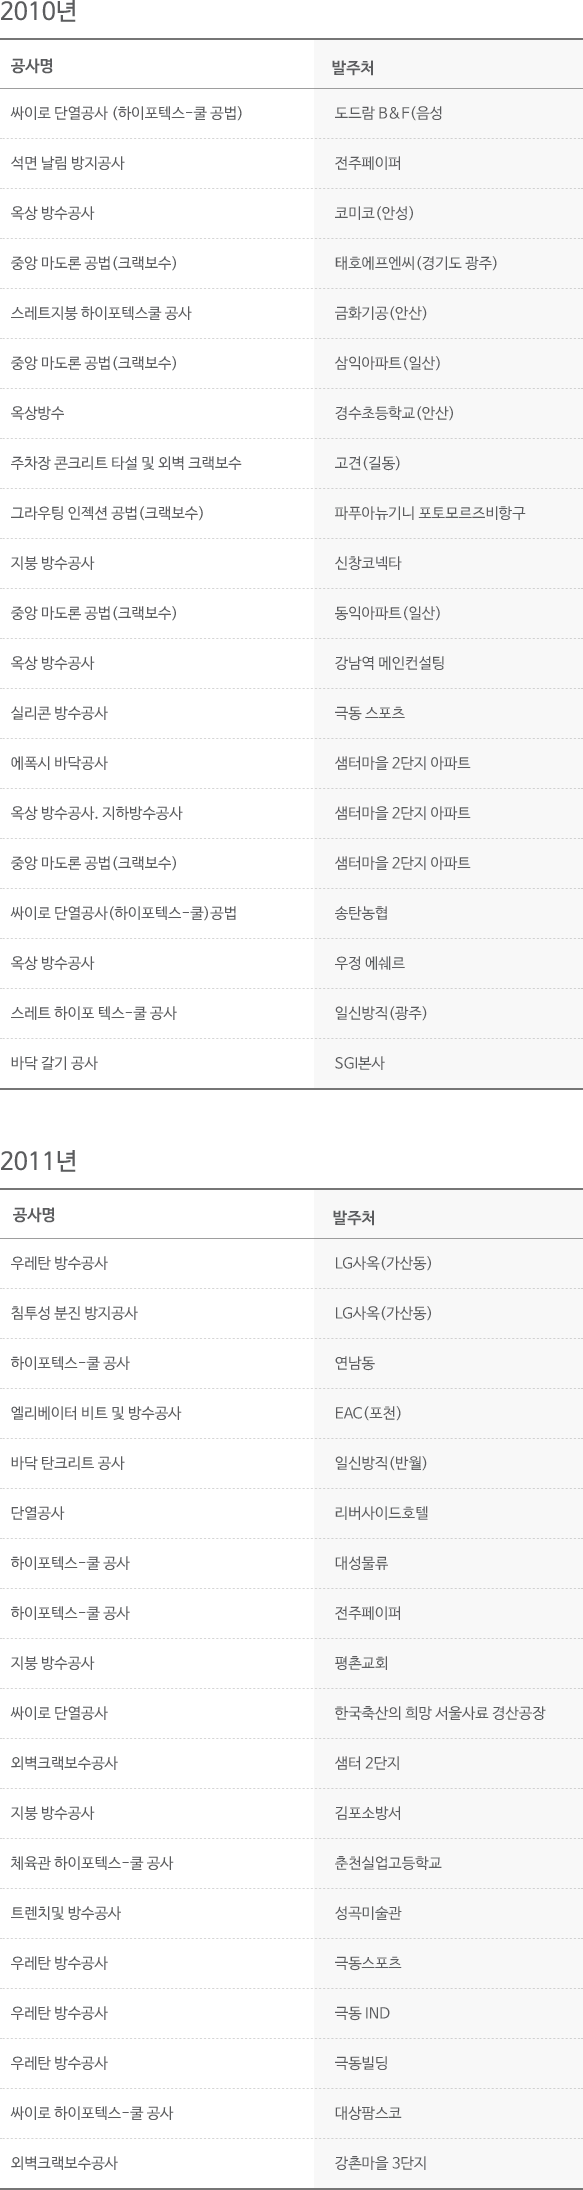 2010년
공사명 발주처
싸이로 단열공사 (하이포텍스-쿨 공법) 도드람 B&F(음성
석면 날림 방지공사 전주페이퍼
옥상 방수공사 코미코(안성)
중앙 마도론 공법(크랙보수) 태호에프엔씨(경기도 광주)
스레트지붕 하이포텍스쿨 공사 금화기공(안산)
중앙 마도론 공법(크랙보수) 삼익아파트(일산)
옥상방수 경수초등학교(안산)
주차장 콘크리트 타설 및 외벽 크랙보수 고견(길동)
그라우팅 인젝션 공법(크랙보수) 파푸아뉴기니 포토모르즈비항구
지붕 방수공사 신창코넥타
중앙 마도론 공법(크랙보수) 동익아파트(일산)
옥상 방수공사 강남역 메인컨설팅
실리콘 방수공사 극동 스포츠
에폭시 바닥공사 샘터마을 2단지 아파트
옥상 방수공사. 지하방수공사 샘터마을 2단지 아파트
중앙 마도론 공법(크랙보수) 샘터마을 2단지 아파트
싸이로 단열공사(하이포텍스-쿨)공법 송탄농협
옥상 방수공사 우정 에쉐르
스레트 하이포 텍스-쿨 공사 일신방직(광주)
바닥 갈기 공사 SGI본사
2011년
공사명 발주처
우레탄 방수공사 LG사옥(가산동)
침투성 분진 방지공사 LG사옥(가산동)
하이포텍스-쿨 공사 연남동
엘리베이터 비트 및 방수공사 EAC(포천)
바닥 탄크리트 공사 일신방직(반월)
단열공사 리버사이드호텔
하이포텍스-쿨 공사 대성물류
하이포텍스-쿨 공사 전주페이퍼
지붕 방수공사 평촌교회
싸이로 단열공사 한국축산의 희망 서울사료 경산공장
외벽크랙보수공사 샘터 2단지
지붕 방수공사 김포소방서
체육관 하이포텍스-쿨 공사 춘천실업고등학교
트렌치및 방수공사 성곡미술관
우레탄 방수공사 극동스포츠
우레탄 방수공사 극동 IND
우레탄 방수공사 극동빌딩
싸이로 하이포텍스-쿨 공사 대상팜스코
외벽크랙보수공사 강촌마을 3단지